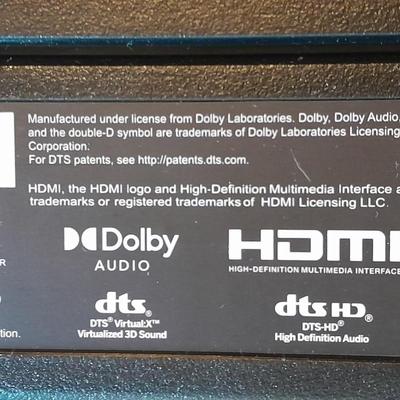 Manufactured under license from Dolby Laboratories. Dolby, Dolby Audio,
and the double-D symbol are trademarks of Dolby Laboratories Licensing
Corporation.
For DTS patents, see http://patents.dts.com.
HDMI, the HDMI logo and High-Definition Multimedia Interface a
trademarks or registered trademarks of HDMI Licensing LLC.
Dolby
AUDIO
HDMI
HIGH-DEFINITION MULTIMEDIA INTERFACE
R
dts®
DTS® Virtual:X™
Virtualized 3D Sound
dts HD®
DTS-HD®
High Definition Audio
tion.